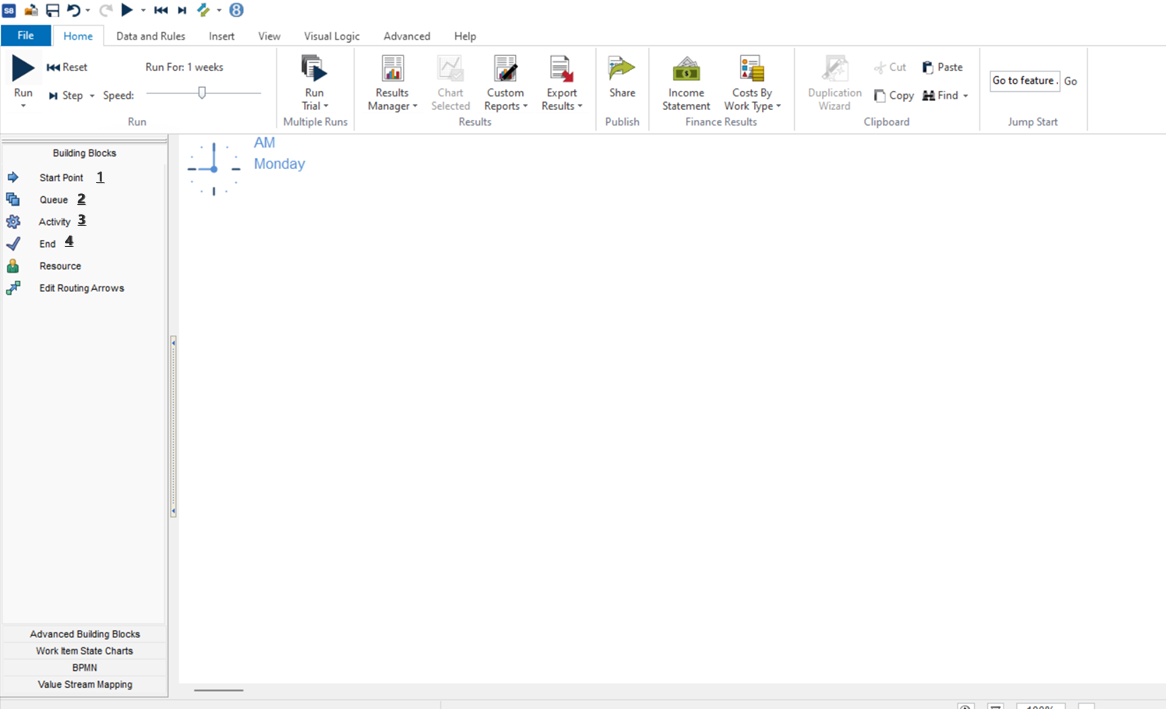 SB 8
File Home Data and Rules Insert View Visual Logic Advanced Help
Reset Run For: 1 weeks
Run Step Speed:
Run
Run Trial
Multiple Runs
Results Manager
Chart Selected
Custom Reports
Export Results
Results
Share
Publish
Income Statement
Costs By Work Type
Finance Results
Duplication Wizard
Cut Paste
Copy Find
Clipboard
Go to feature . Go
Jump Start
Building Blocks
AM
Monday
Start Point 1
Queue 2
Activity 3
End 4
Resource
Edit Routing Arrows
Advanced Building Blocks
Work Item State Charts
BPMN
Value Stream Mapping
100%